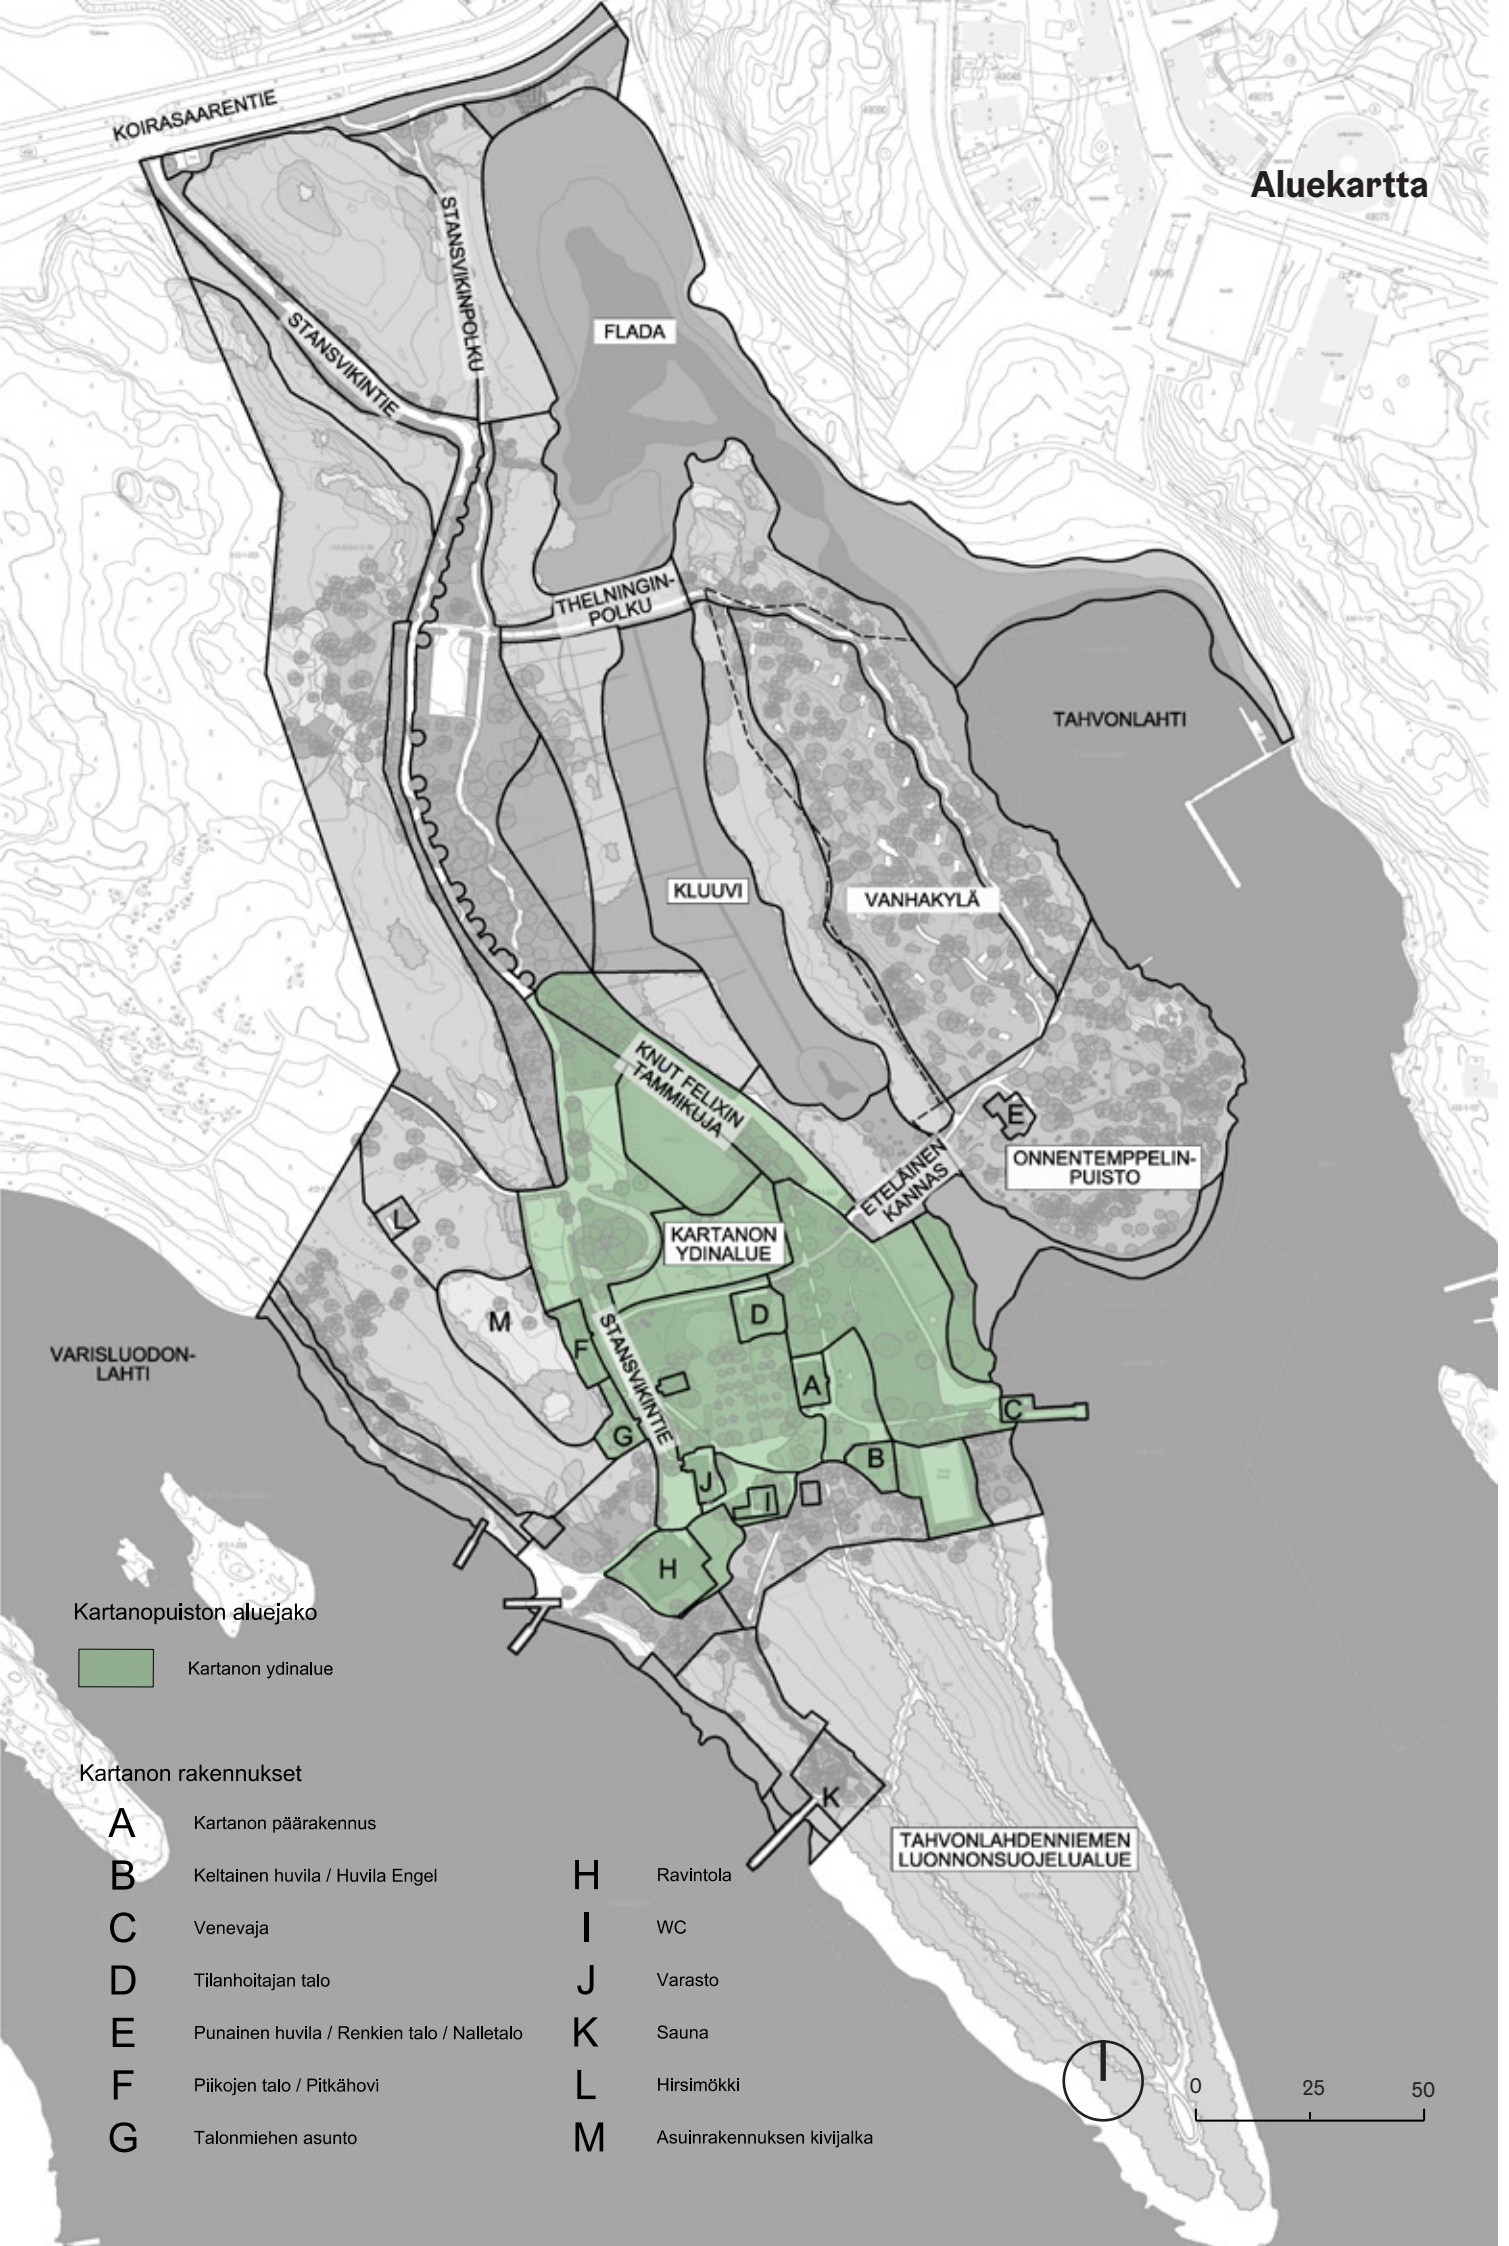 Aluekartta
KOIRASAARENTIE
STANSVIKINPOLKU
STANSVIKINTIE
FLADA
THELNINGIN-
POLKU
TAHVONLAHTI
KLUUVI
VANHAKYLÄ
KNUT FELIXIN
TAMMIKUJA
E
ONNENTEMPPELIN-
PUISTO
ETELÄINEN
KANNAS
L
KARTANON
YDINALUE
M
D
F
STANSVIKINTIE
VARISLUODON-
LAHTI
A
C
G
B
J
I
H
K
TAHVONLAHDENNIEMEN
LUONNONSUOJELUALUE
Kartanopuiston aluejako
Kartanon ydinalue
Kartanon rakennukset
A Kartanon päärakennus
B Keltainen huvila / Huvila Engel
C Venevaja
D Tilanhoitajan talo
E Punainen huvila / Renkien talo / Nalletalo
F Piikojen talo / Pitkähovi
G Talonmiehen asunto
H Ravintola
I WC
J Varasto
K Sauna
L Hirsimökki
M Asuinrakennuksen kivijalka
0 25 50